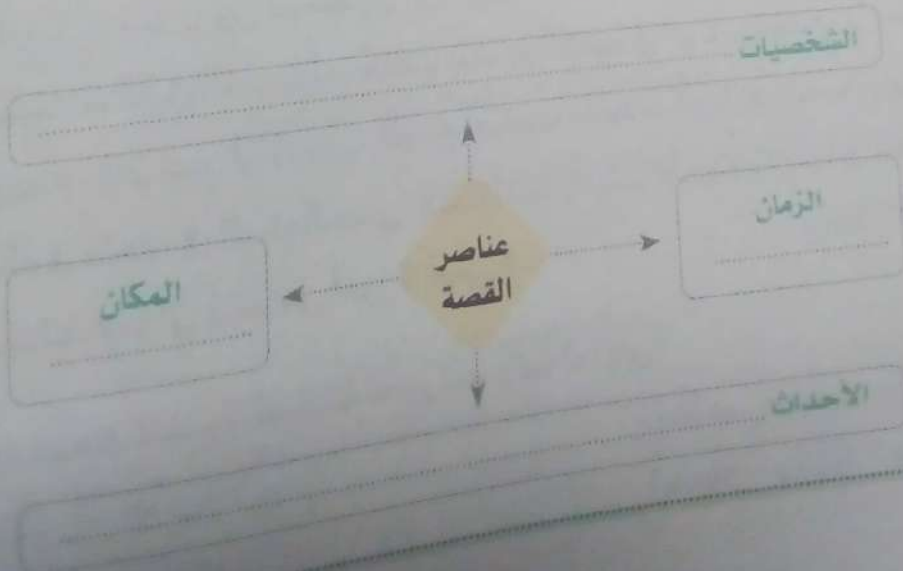 الشخصيات
الزمان
عناصر
القصة
المكان
الأحداث